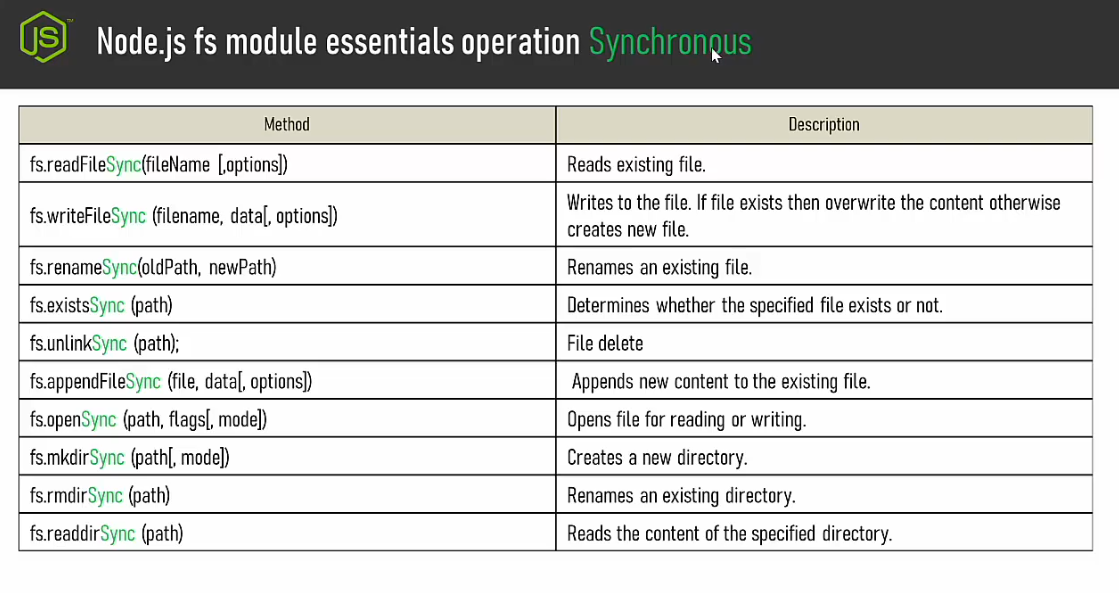 JS
Node.js fs module essentials operation Synchronous
Method Description
fs.readFileSync(fileName [,options]) Reads existing file.
fs.writeFileSync (filename, data[, options]) Writes to the file. If file exists then overwrite the content otherwise
creates new file.
fs.renameSync(oldPath, newPath) Renames an existing file.
fs.existsSync (path) Determines whether the specified file exists or not.
fs.unlinkSync (path); File delete
fs.appendFileSync (file, data[, options]) Appends new content to the existing file.
fs.openSync (path, flags[, mode]) Opens file for reading or writing.
fs.mkdirSync (path[, mode]) Creates a new directory.
fs.rmdirSync (path) Renames an existing directory.
fs.readdirSync (path) Reads the content of the specified directory.